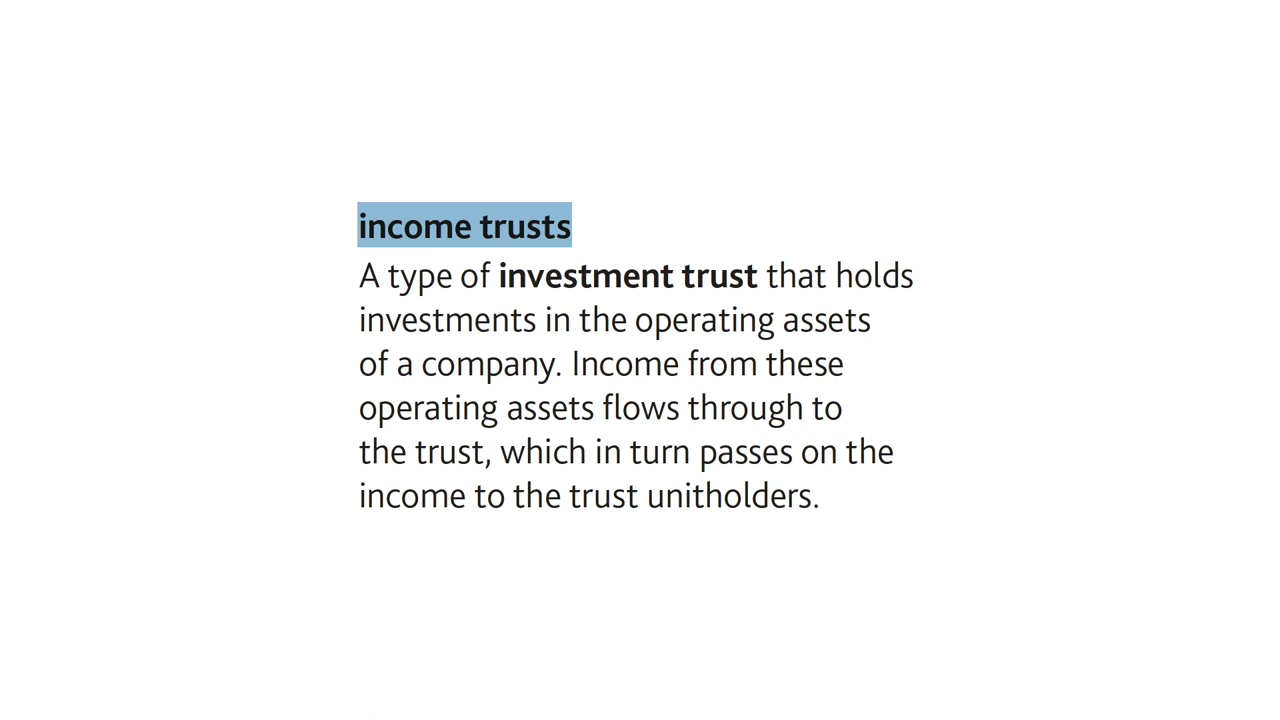 income trusts
A type of investment trust that holds
investments in the operating assets
of a company. Income from these
operating assets flows through to
the trust, which in turn passes on the
income to the trust unitholders.